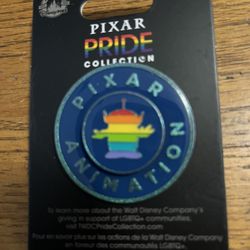 PIXAR
PRIDE
COLLECTION
PIXAR
ANIMATION
To learn more about the Walt Disney Company's
giving in support of LGBTQ+ communities,
visit TWDCPrideCollection.com
Pour en savoir plus sur les actions de la Walt Disney Company
en faveur des communautés LGBTQ+,